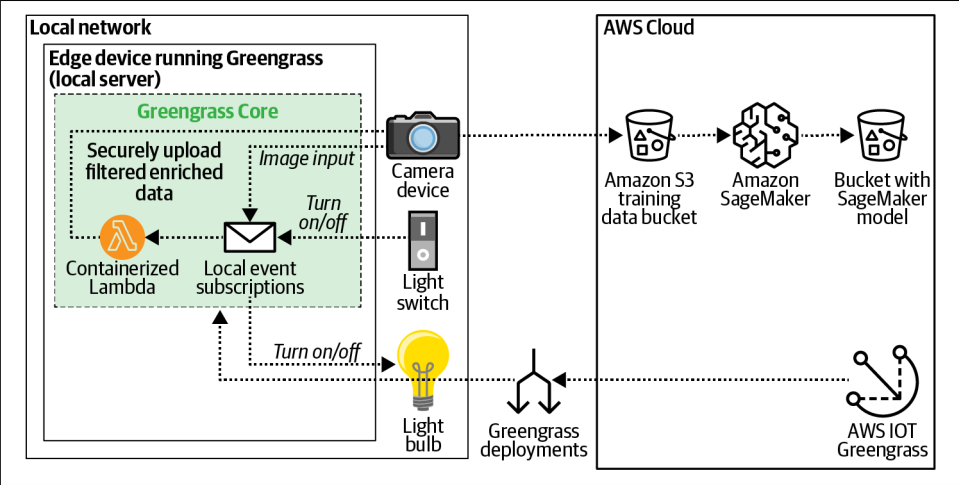 Local network
Edge device running Greengrass
(local server)
Greengrass Core
Securely upload
filtered enriched
data
Image input
Turn
on/off
Containerized
Lambda
Local event
subscriptions
Camera
device
Light
switch
Turn on/off
Light
bulb
Greengrass
deployments
AWS Cloud
Amazon S3
training
data bucket
Amazon
SageMaker
Bucket with
SageMaker
model
AWS IOT
Greengrass